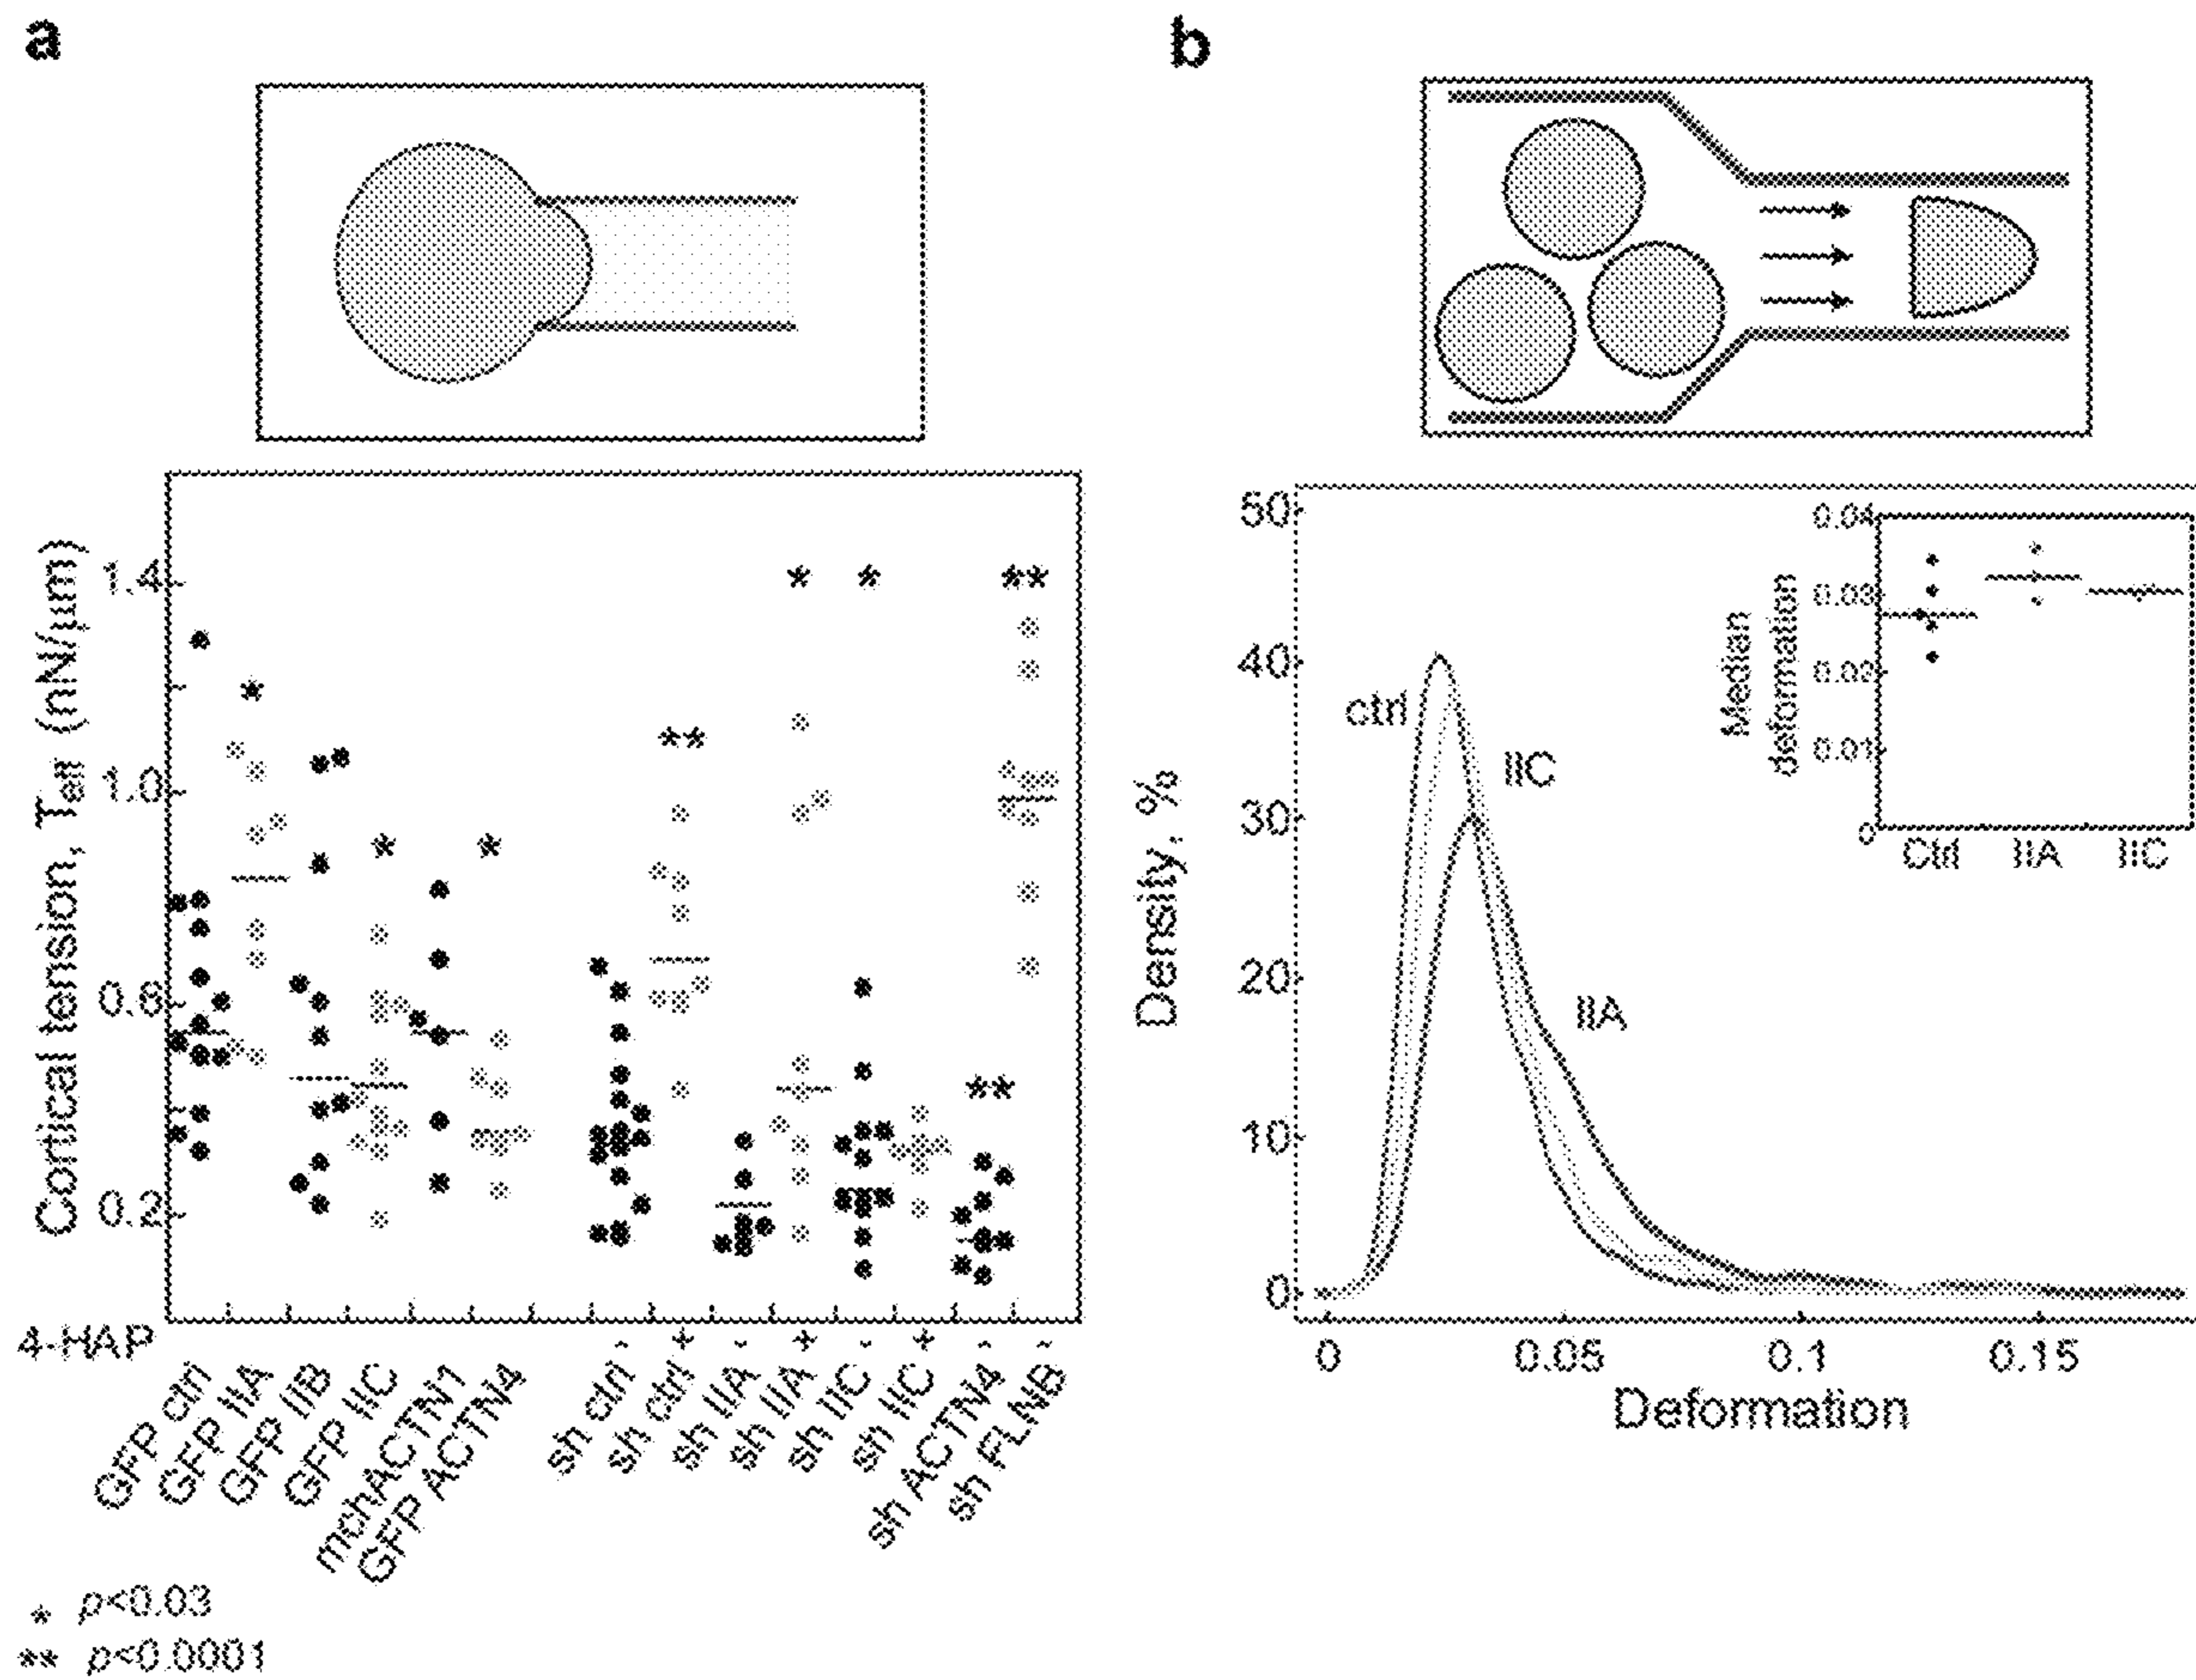 a
b
Cortical tension, Teff (nN/µm)
1.4
1.0
0.6
0.2
*
*
*
**
*
*
**
**
4-HAP
- + - + - + - -
GFP ctrl
GFP IIA
GFP IIB
GFP IIC
mchACTN1
GFP ACTN4
sh ctrl
sh ctrl
sh IIA
sh IIA
sh IIC
sh IIC
sh ACTN4
sh FLNB
* p<0.03
** p<0.0001
Density, %
50
40
30
20
10
0
ctrl
IIC
IIA
0
0.05
0.1
0.15
Deformation
Median
deformation
0.04
0.03
0.02
0.01
0
Ctrl
IIA
IIC